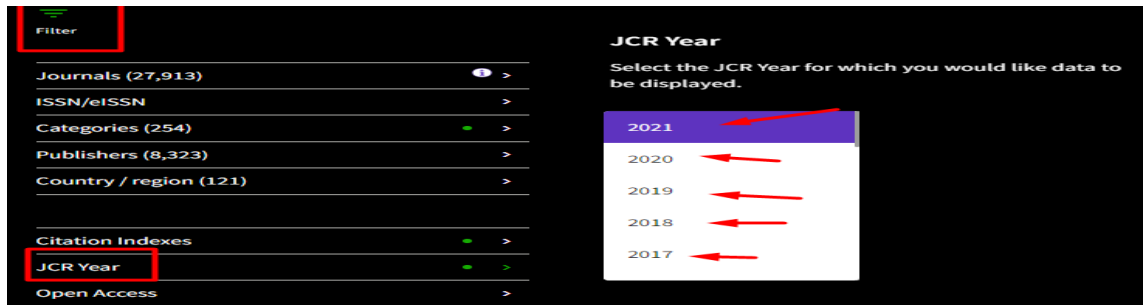 Filter
Journals (27,913)
ISSN/eISSN
Categories (254)
Publishers (8,323)
Country / region (121)
Citation Indexes
JCR Year
Open Access
JCR Year
Select the JCR Year for which you would like data to
be displayed.
2021
2020
2019
2018
2017